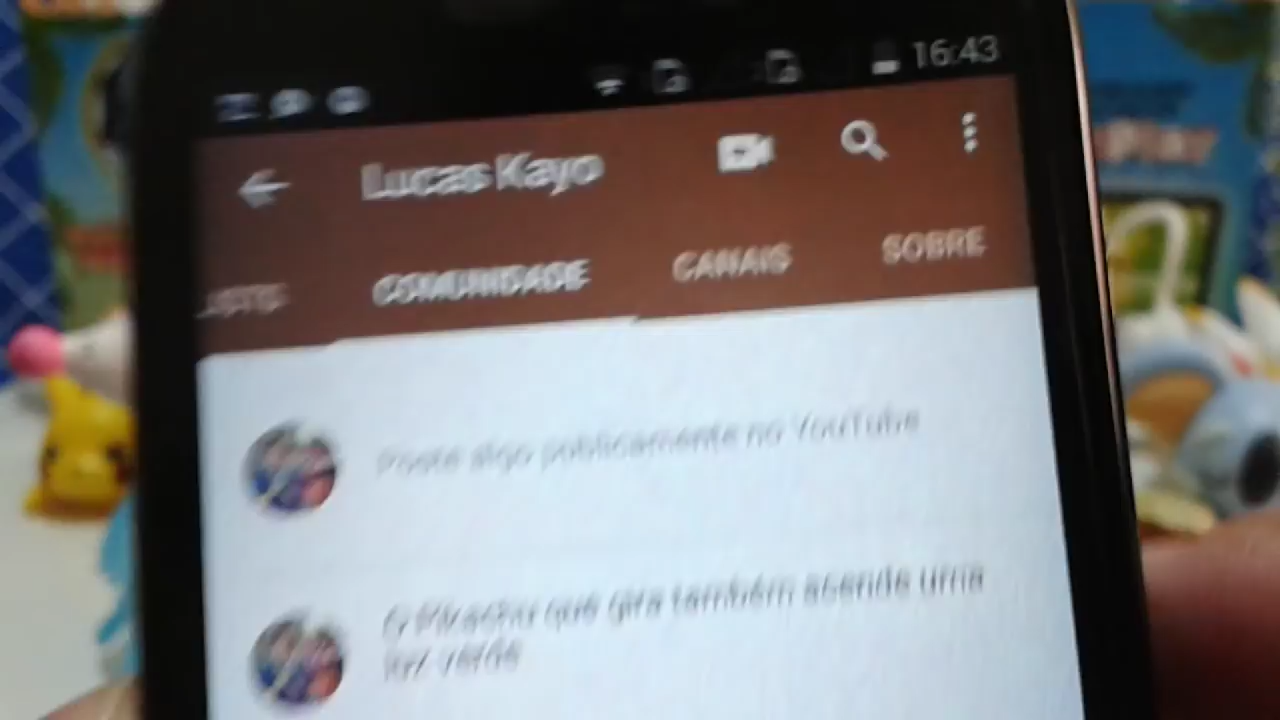 16:43
Lucas Kayo
COMUNIDADE CANAIS SOBRE
Poste algo publicamente no YouTube
O Pikachu que gira também acende uma
luz verde
Play